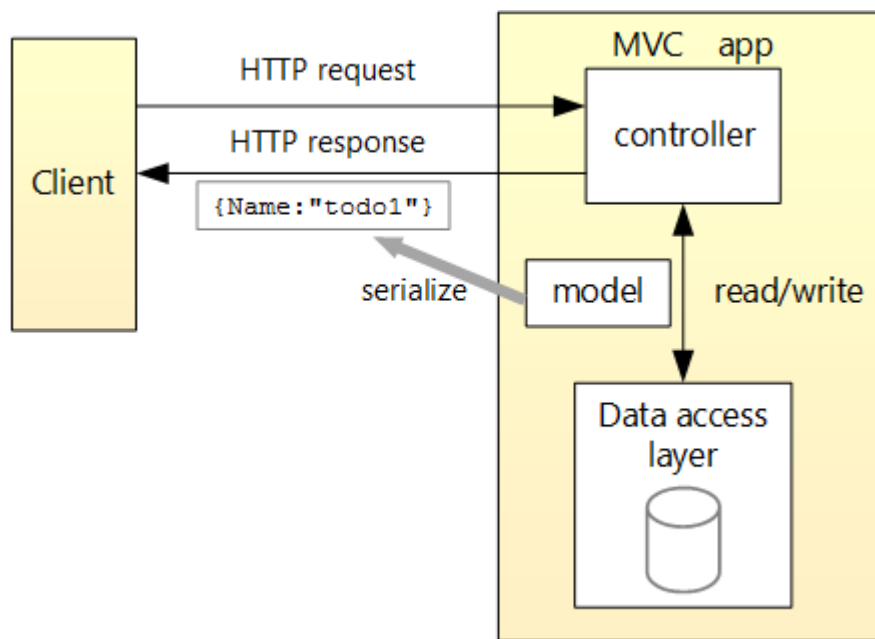 MVC app
HTTP request
controller
HTTP response
Client
{Name:"todo1"}
serialize
model
read/write
Data access
layer